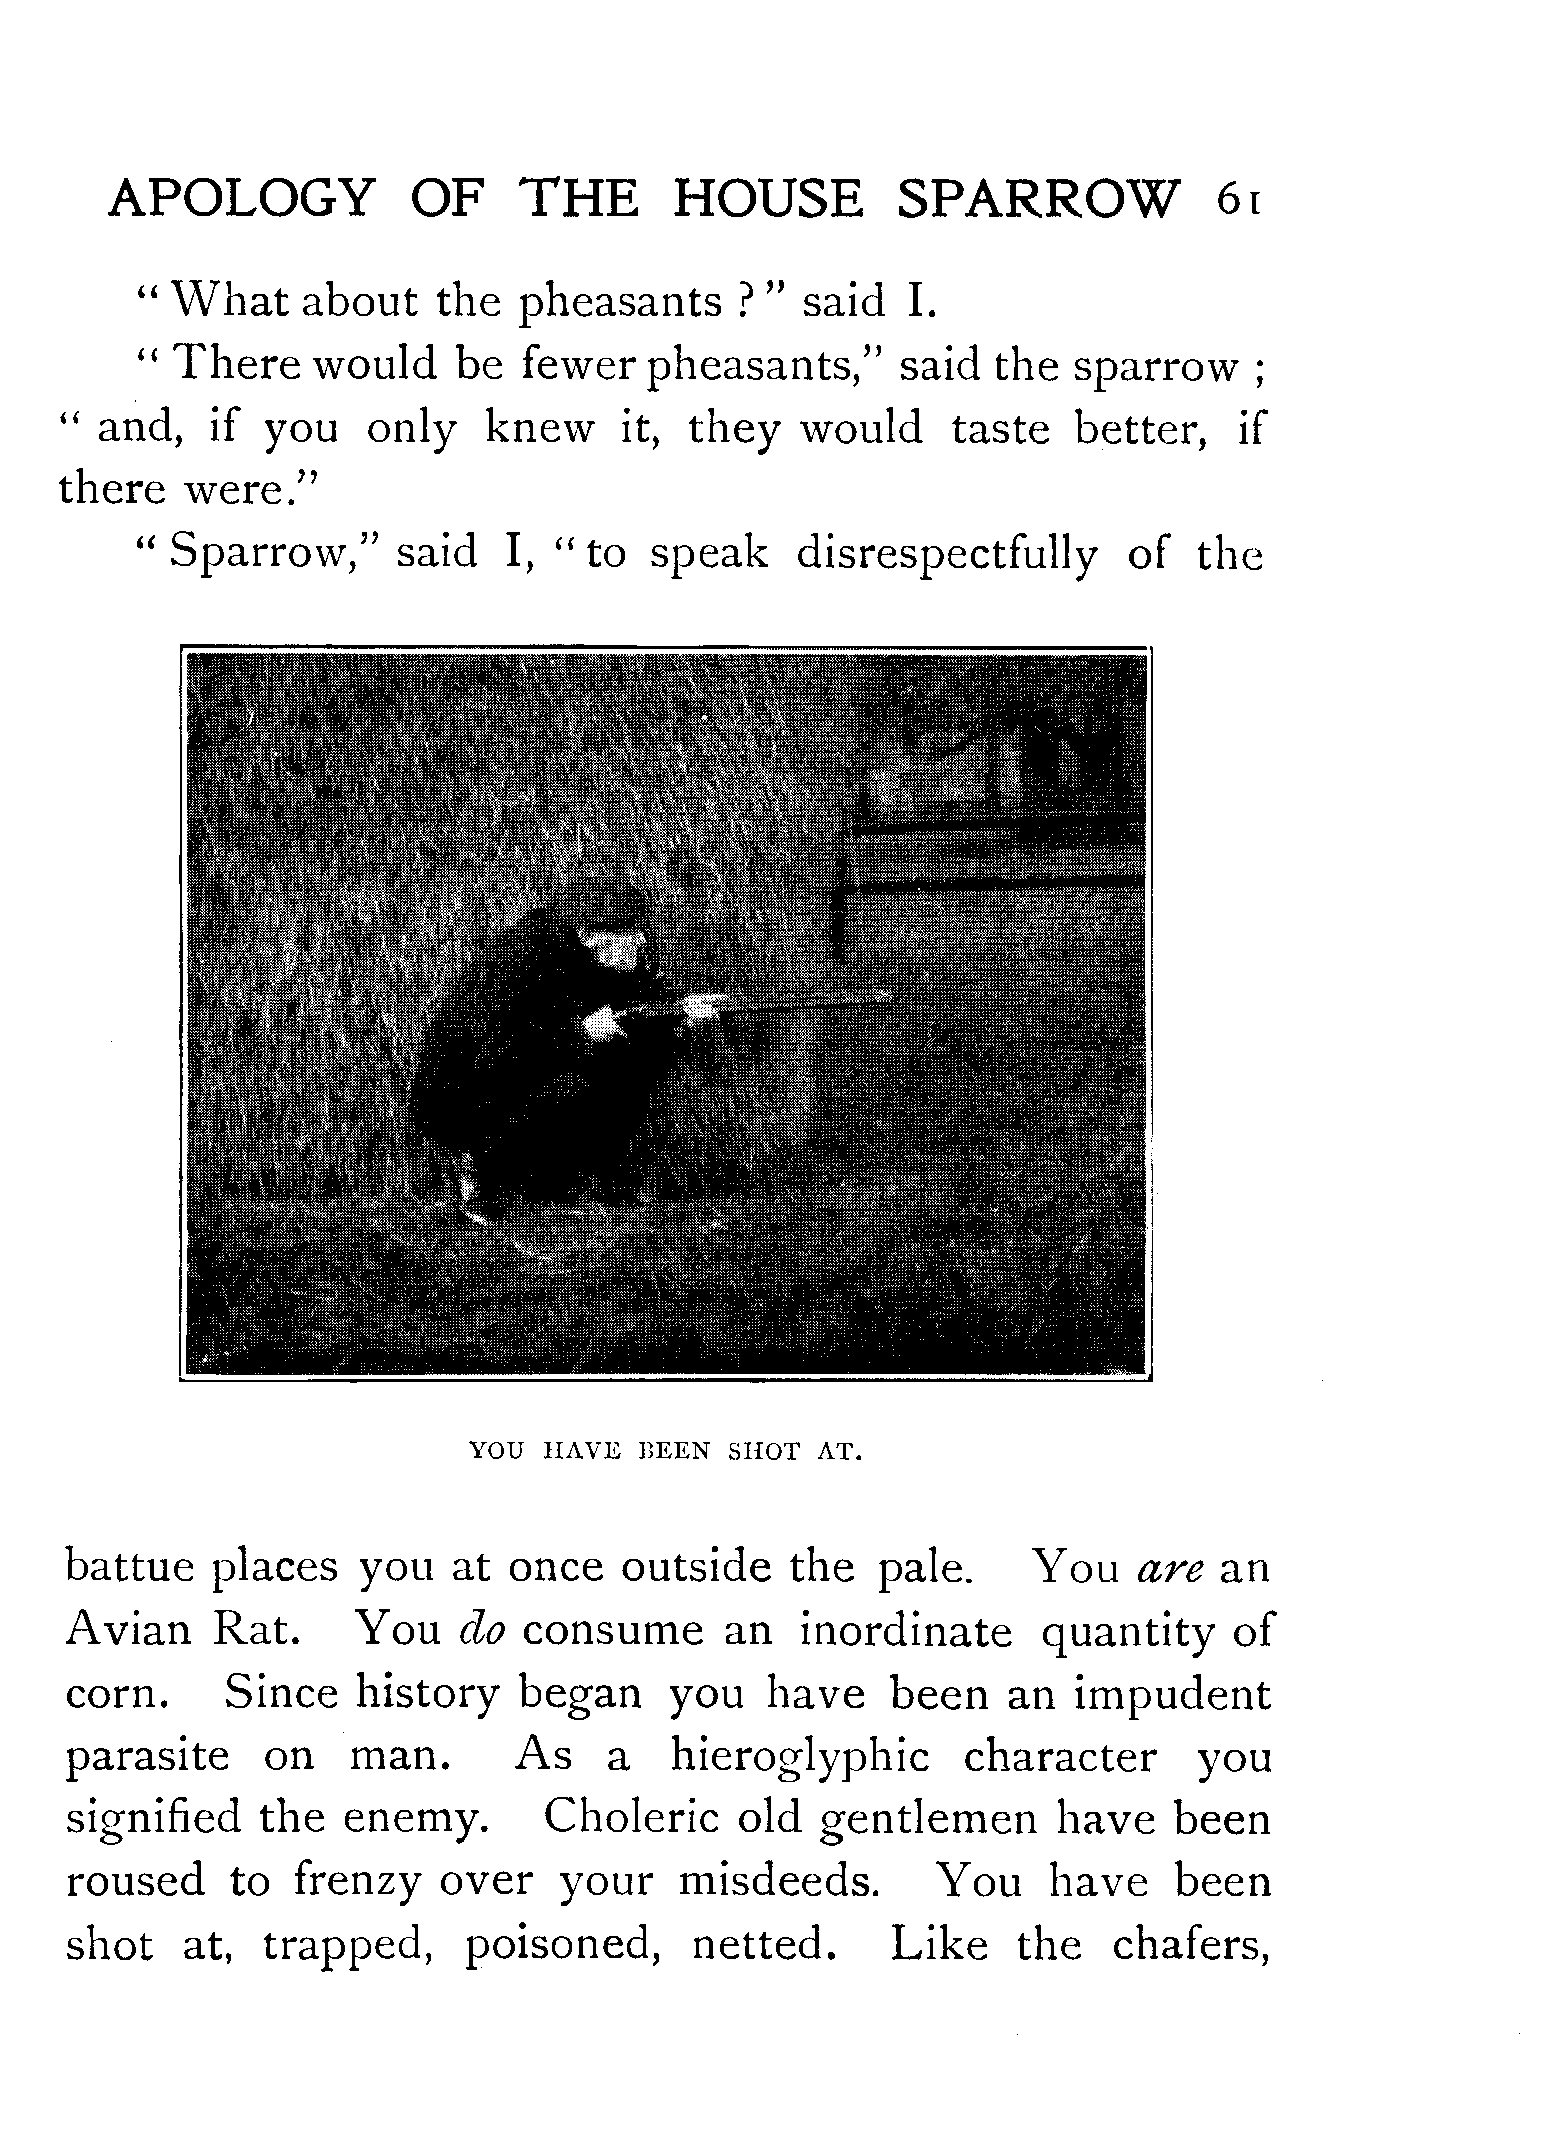 APOLOGY OF THE HOUSE SPARROW 61
“ What about the pheasants ? ” said I.
“ There would be fewer pheasants,” said the sparrow ;
“ and, if you only knew it, they would taste better, if
there were.”
“ Sparrow,” said I, “ to speak disrespectfully of the
YOU HAVE BEEN SHOT AT.
battue places you at once outside the pale. You are an
Avian Rat. You do consume an inordinate quantity of
corn. Since history began you have been an impudent
parasite on man. As a hieroglyphic character you
signified the enemy. Choleric old gentlemen have been
roused to frenzy over your misdeeds. You have been
shot at, trapped, poisoned, netted. Like the chafers,